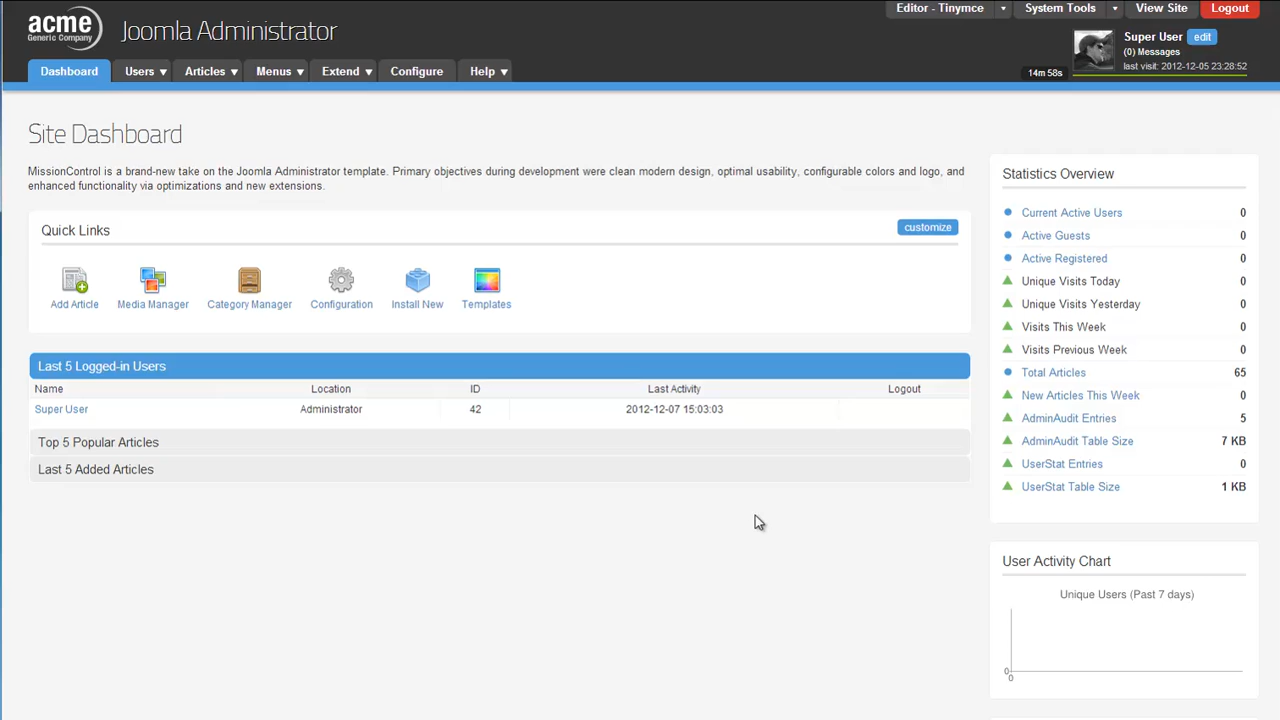 acme
Generic Company
Joomla Administrator
Editor - Tinymce
System Tools
View Site
Logout
Super User
edit
(0) Messages
last visit: 2012-12-05 23:28:52
14m 58s
Dashboard
Users
Articles
Menus
Extend
Configure
Help
Site Dashboard
MissionControl is a brand-new take on the Joomla Administrator template. Primary objectives during development were clean modern design, optimal usability, configurable colors and logo, and
enhanced functionality via optimizations and new extensions.
Quick Links
customize
Add Article
Media Manager
Category Manager
Configuration
Install New
Templates
Last 5 Logged-in Users
Name Location ID Last Activity Logout
Super User Administrator 42 2012-12-07 15:03:03
Top 5 Popular Articles
Last 5 Added Articles
Statistics Overview
Current Active Users 0
Active Guests 0
Active Registered 0
Unique Visits Today 0
Unique Visits Yesterday 0
Visits This Week 0
Visits Previous Week 0
Total Articles 65
New Articles This Week 0
AdminAudit Entries 5
AdminAudit Table Size 7 KB
UserStat Entries 0
UserStat Table Size 1 KB
User Activity Chart
Unique Users (Past 7 days)
0
0